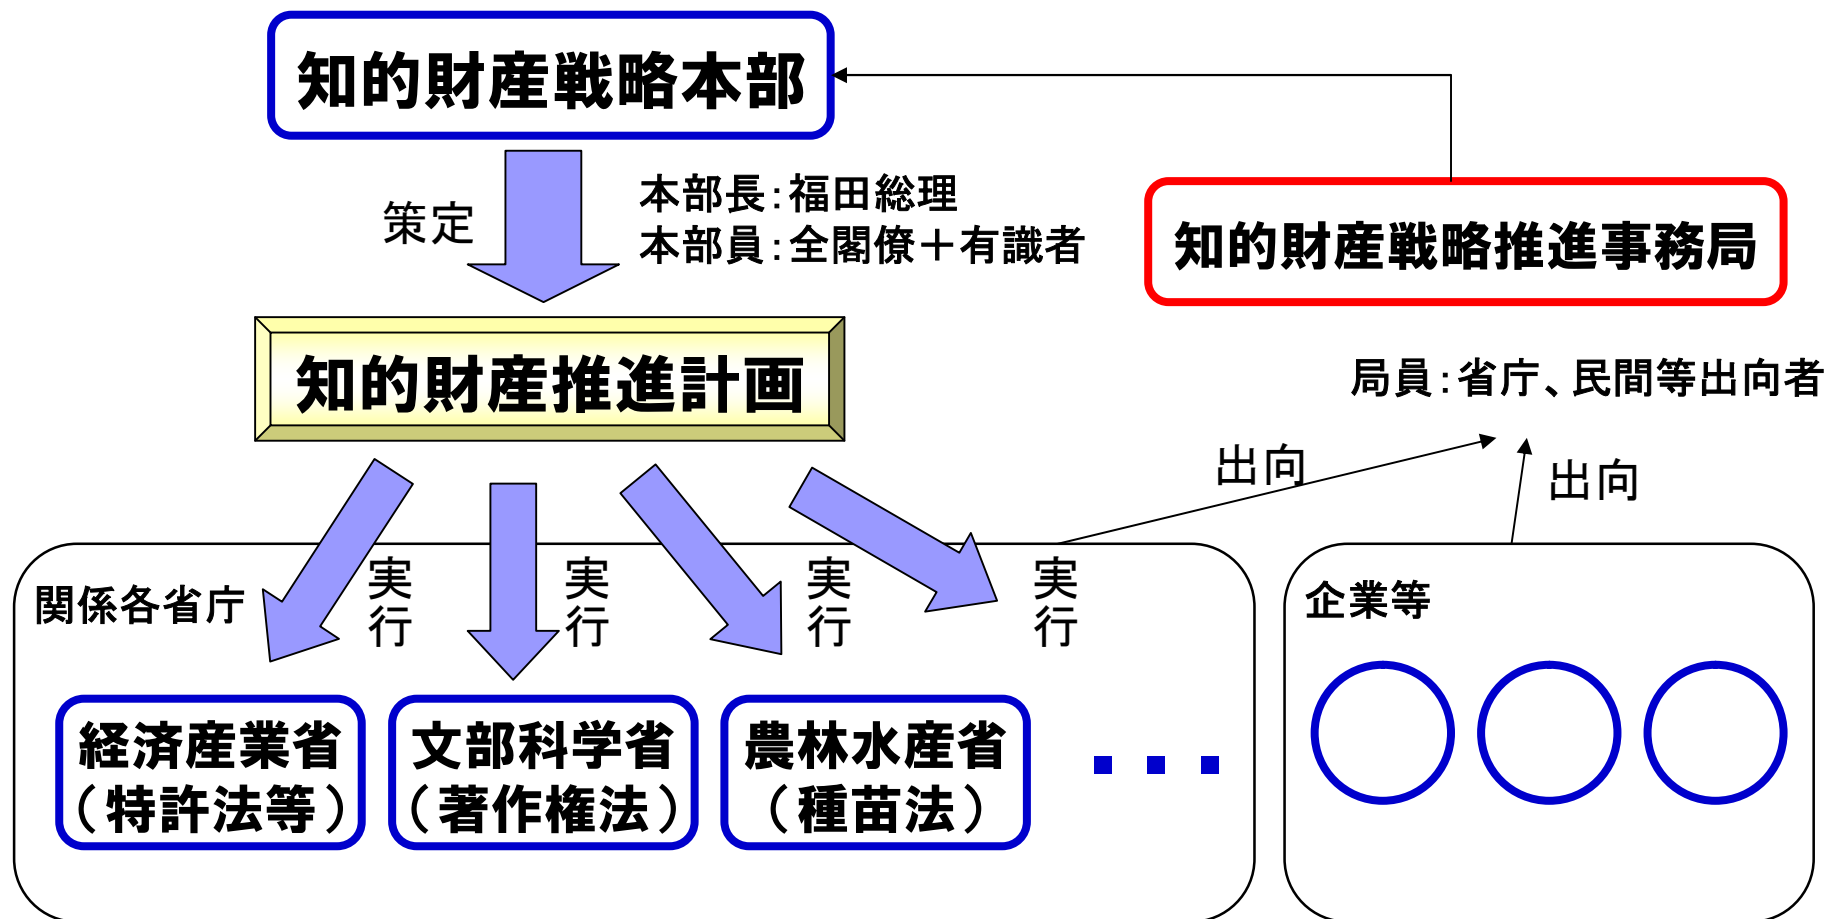 知的財産戦略本部
策定
本部長：福田総理
本部員：全閣僚＋有識者
知的財産戦略推進事務局
知的財産推進計画
局員：省庁、民間等出向者
出向
出向
関係各省庁
実行
実行
実行
実行
企業等
経済産業省
（特許法等）
文部科学省
（著作権法）
農林水産省
（種苗法）